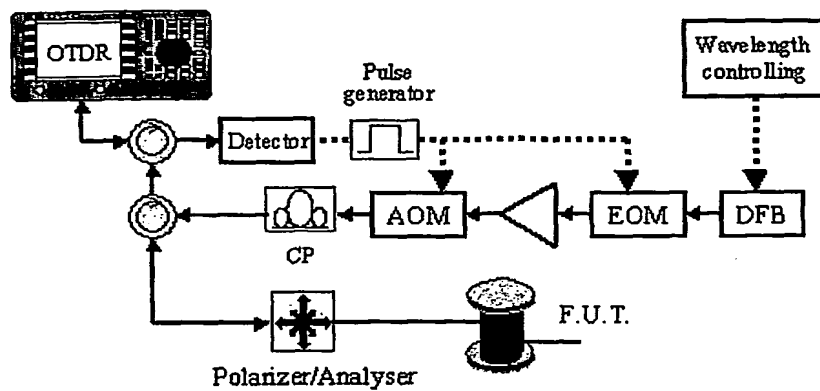 OTDR
Pulse
generator
Wavelength
controlling
Detector
AOM
EOM
DFB
CP
F.U.T.
Polarizer/Analyser